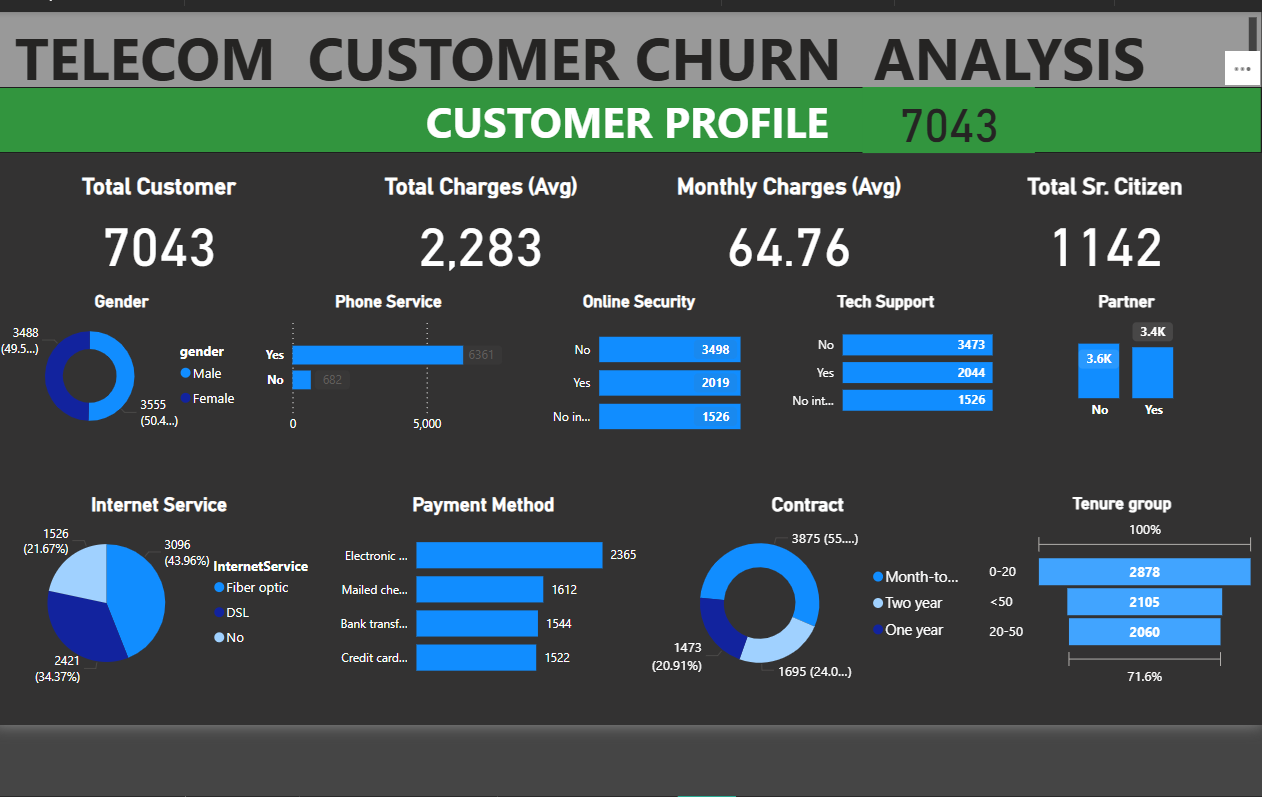 TELECOM CUSTOMER CHURN ANALYSIS
CUSTOMER PROFILE 7043
Total Customer
7043
Total Charges (Avg)
2,283
Monthly Charges (Avg)
64.76
Total Sr. Citizen
1142
Gender
3488
(49.5...)
3555
(50.4...)
gender
Male
Female
Phone Service
Yes 6361
No 682
0 5,000
Online Security
No 3498
Yes 2019
No in... 1526
Tech Support
No 3473
Yes 2044
No int... 1526
Partner
3.4K
3.6K
No Yes
Internet Service
1526
(21.67%)
3096
(43.96%)
2421
(34.37%)
InternetService
Fiber optic
DSL
No
Payment Method
Electronic ... 2365
Mailed che... 1612
Bank transf... 1544
Credit card... 1522
Contract
3875 (55....)
1473
(20.91%)
1695 (24.0...)
Month-to...
Two year
One year
Tenure group
100%
0-20 2878
<50 2105
20-50 2060
71.6%